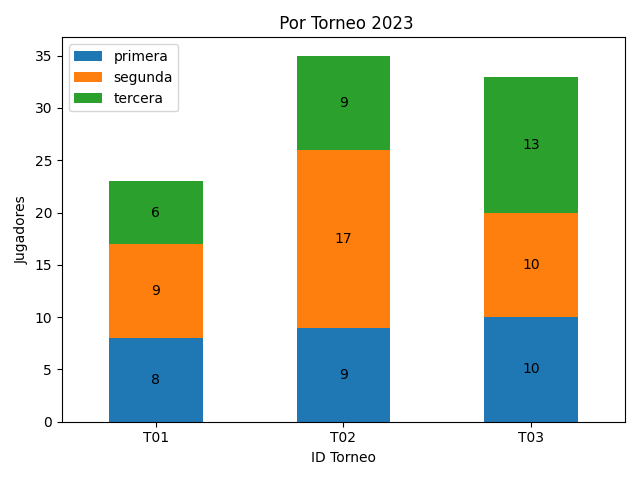 Por Torneo 2023
primera
segunda
tercera
Jugadores
35
30
25
20
15
10
5
0
6
9
8
9
17
9
13
10
10
T01
T02
T03
ID Torneo